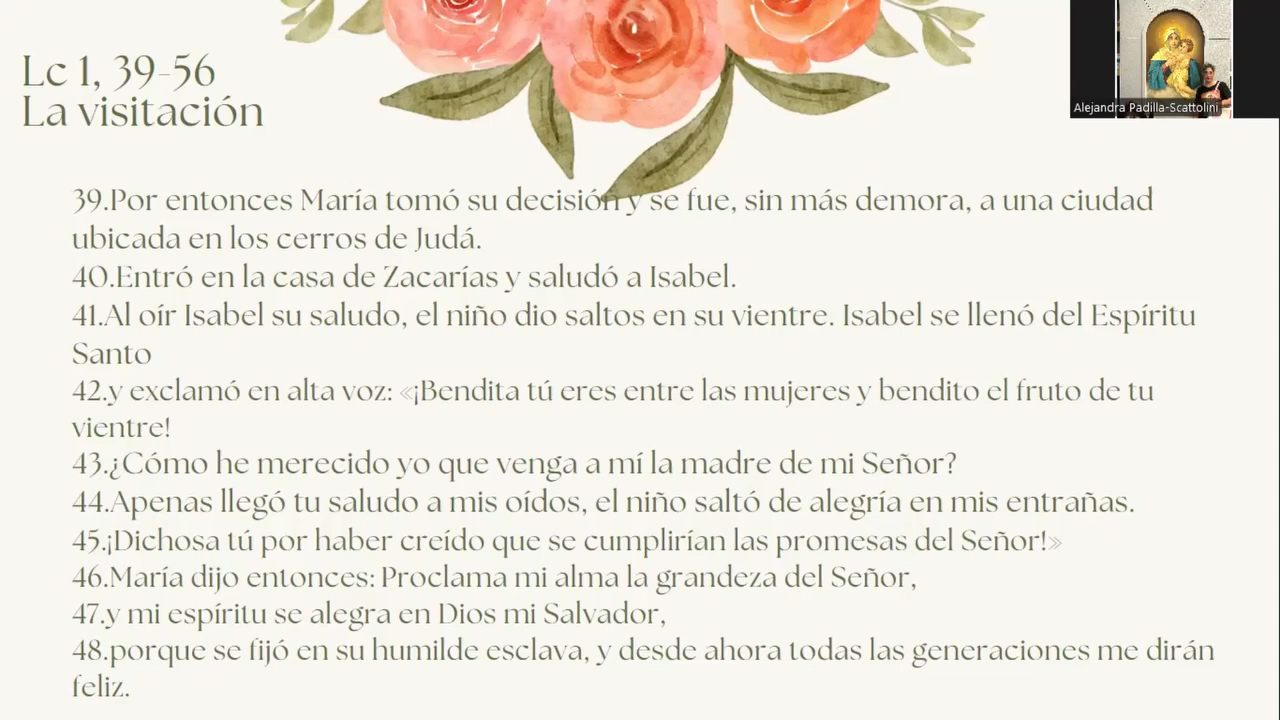 Lc 1, 39-56
La visitación
Alejandra Padilla-Scattolini
39.Por entonces María tomó su decisión y se fue, sin más demora, a una ciudad
ubicada en los cerros de Judá.
40.Entró en la casa de Zacarías y saludó a Isabel.
41.Al oír Isabel su saludo, el niño dio saltos en su vientre. Isabel se llenó del Espíritu
Santo
42.y exclamó en alta voz: «¡Bendita tú eres entre las mujeres y bendito el fruto de tu
vientre!
43.¿Cómo he merecido yo que venga a mí la madre de mi Señor?
44.Apenas llegó tu saludo a mis oídos, el niño saltó de alegría en mis entrañas.
45.¡Dichosa tú por haber creído que se cumplirían las promesas del Señor!»
46.María dijo entonces: Proclama mi alma la grandeza del Señor,
47.y mi espíritu se alegra en Dios mi Salvador,
48.porque se fijó en su humilde esclava, y desde ahora todas las generaciones me dirán
feliz.